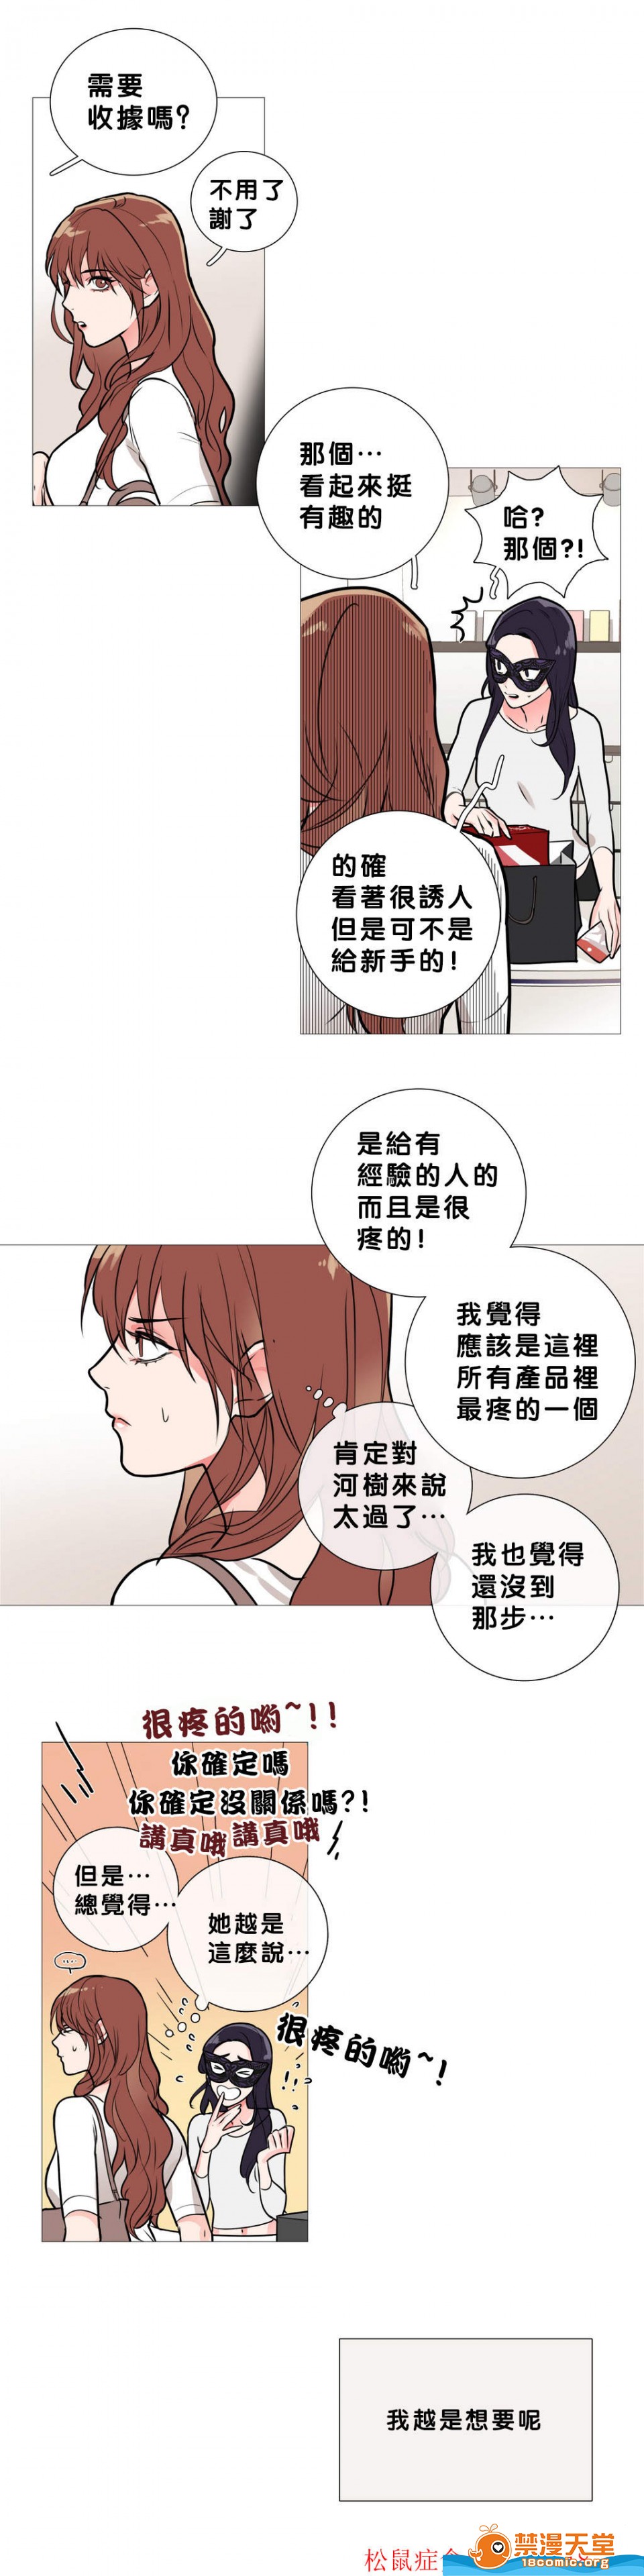 需要
收據嗎?
不用了
謝了
那個…
看起來挺
有趣的
哈?
那個?!
的確
看著很誘人
但是可不是
給新手的!
是給有
經驗的人的
而且是很
疼的!
我覺得
應該是這裡
所有產品裡
最疼的一個
肯定對
河樹來說
太過了…
我也覺得
還沒到
那步…
很疼的喲~!!
你確定嗎
你確定沒關係嗎?!
講真哦講真哦
但是…
總覺得…
她越是
這麼說…
...
!!
很疼的喲~!
我越是想要呢
松鼠症
禁漫天堂
18comic.org